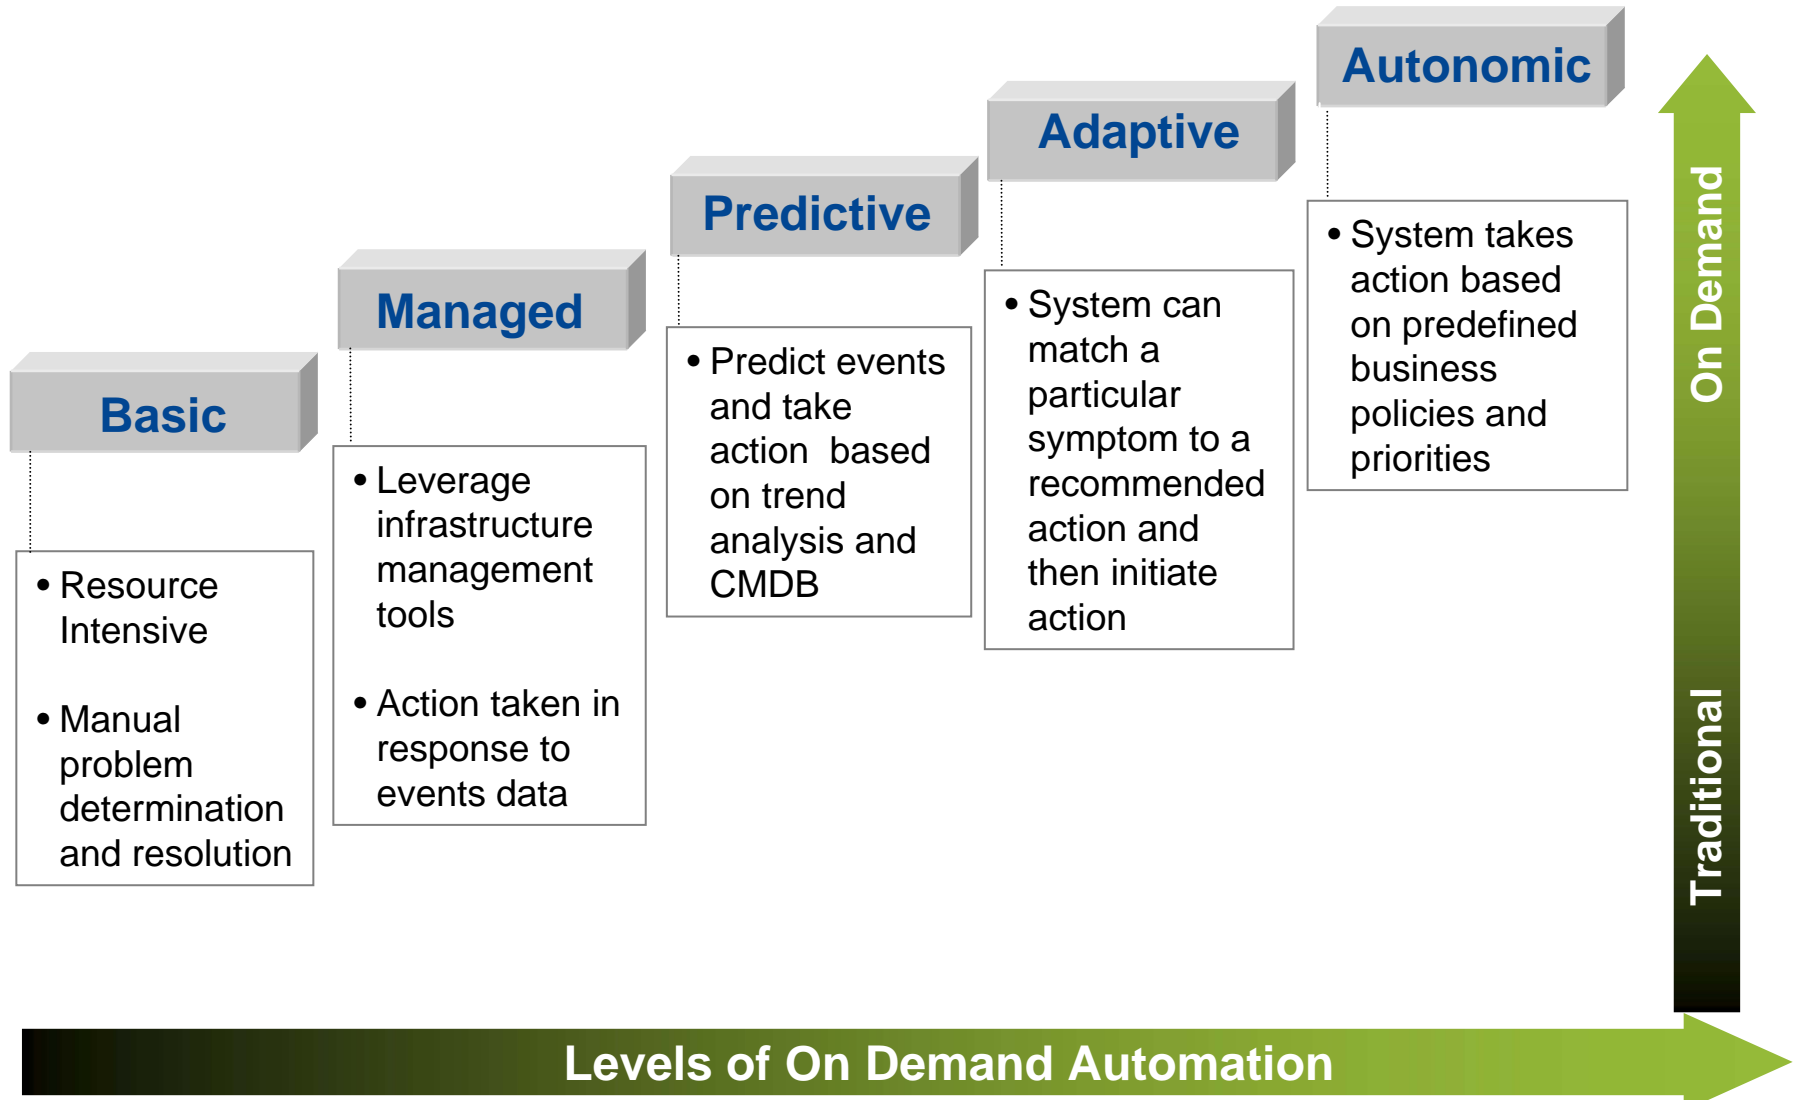 Basic
• Resource
Intensive
• Manual
problem
determination
and resolution
Managed
• Leverage
infrastructure
management
tools
• Action taken in
response to
events data
Predictive
• Predict events
and take
action  based
on trend
analysis and
CMDB
Adaptive
• System can
match a
particular
symptom to a
recommended
action and
then initiate
action
Autonomic
• System takes
action based
on predefined
business
policies and
priorities
On Demand
Traditional
Levels of On Demand Automation